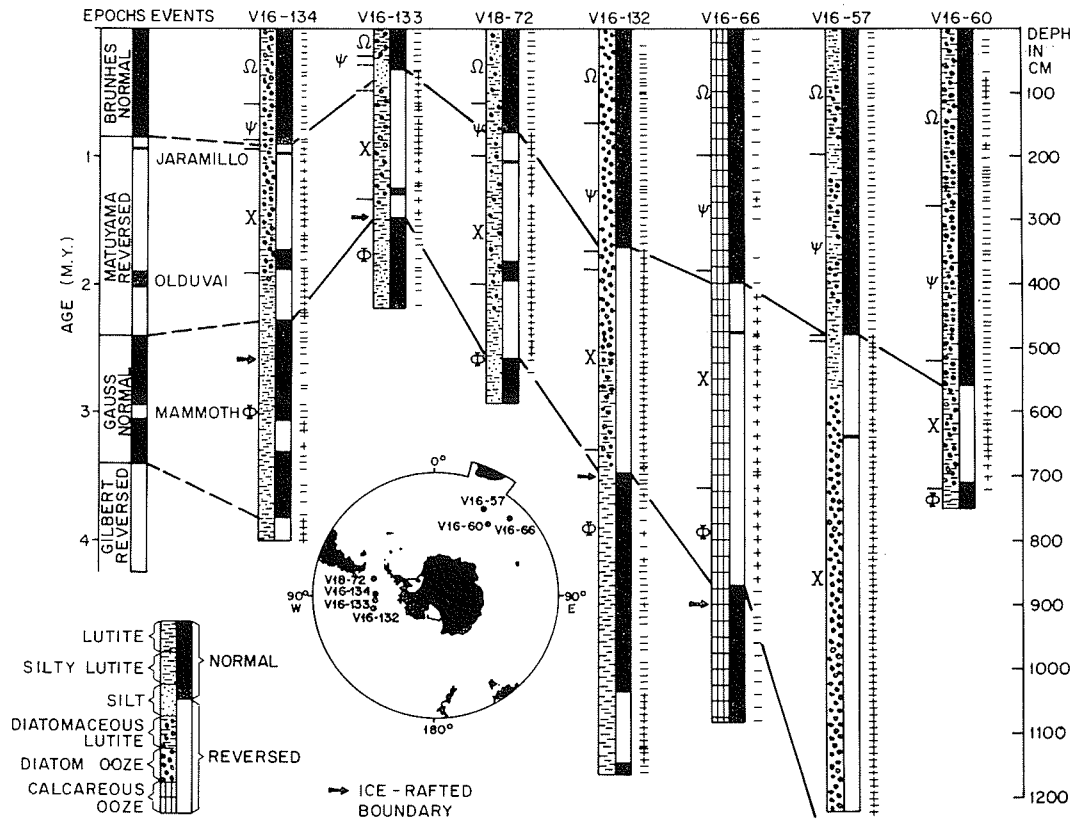 EPOCHS EVENTS V16-134 V16-133 V18-72 V16-132 V16-66 V16-57 V16-60
DEPH
IN
CM
BRUNHES
NORMAL
MATUYAMA
REVERSED
GAUSS
NORMAL
GILBERT
REVERSED
AGE (M.Y.)
1
2
3
4
JARAMILLO
OLDUVAI
MAMMOTH
Ω
Ψ
X
Φ
Ω
Ψ
X
Φ
Ω
Ψ
X
Φ
Ω
Ψ
X
Φ
Ω
Ψ
X
Φ
Ω
Ψ
X
Ω
Ψ
X
Φ
100
200
300
400
500
600
700
800
900
1000
1100
1200
0°
V16-57
V16-60
V16-66
V18-72
V16-134
V16-133
V16-132
90°
W
90°
E
180°
LUTITE
SILTY LUTITE
SILT
DIATOMACEOUS
LUTITE
DIATOM OOZE
CALCAREOUS
OOZE
NORMAL
REVERSED
ICE-RAFTED
BOUNDARY